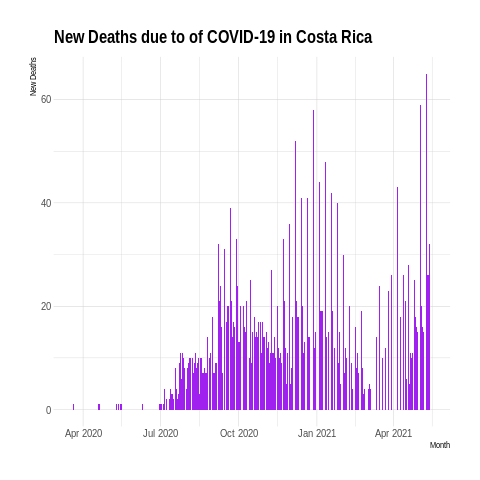 New Deaths due to of COVID-19 in Costa Rica
New Deaths
60
40
20
0
Apr 2020 Jul 2020 Oct 2020 Jan 2021 Apr 2021
Month